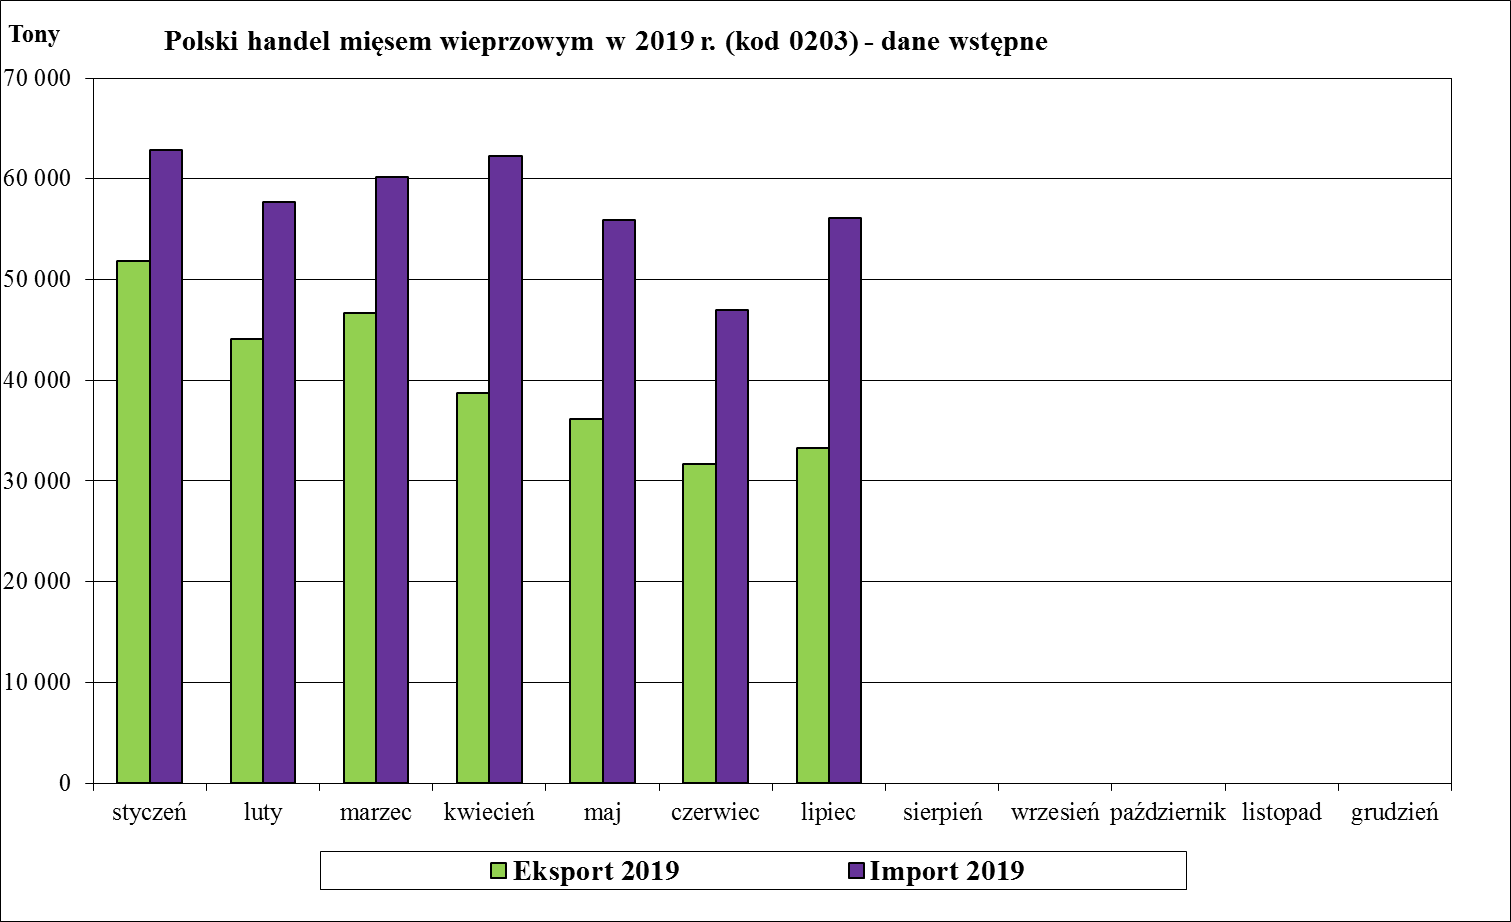 Tony
Polski handel mięsem wieprzowym w 2019 r. (kod 0203) - dane wstępne
70 000
60 000
50 000
40 000
30 000
20 000
10 000
0
styczeń luty marzec kwiecień maj czerwiec lipiec sierpień wrzesień październik listopad grudzień
Eksport 2019 Import 2019